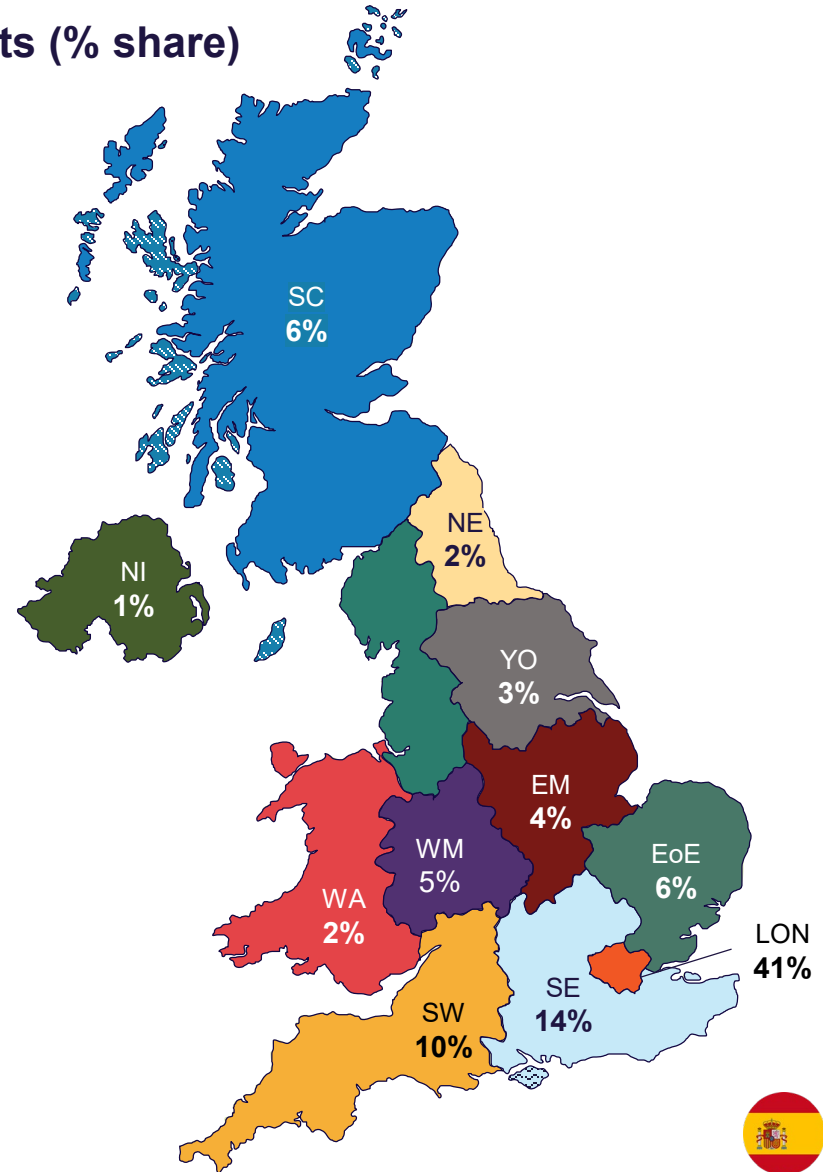 ts (% share)
SC
6%
NE
2%
NI
1%
YO
3%
EM
4%
WM
5%
EoE
6%
WA
2%
LON
41%
SE
14%
SW
10%